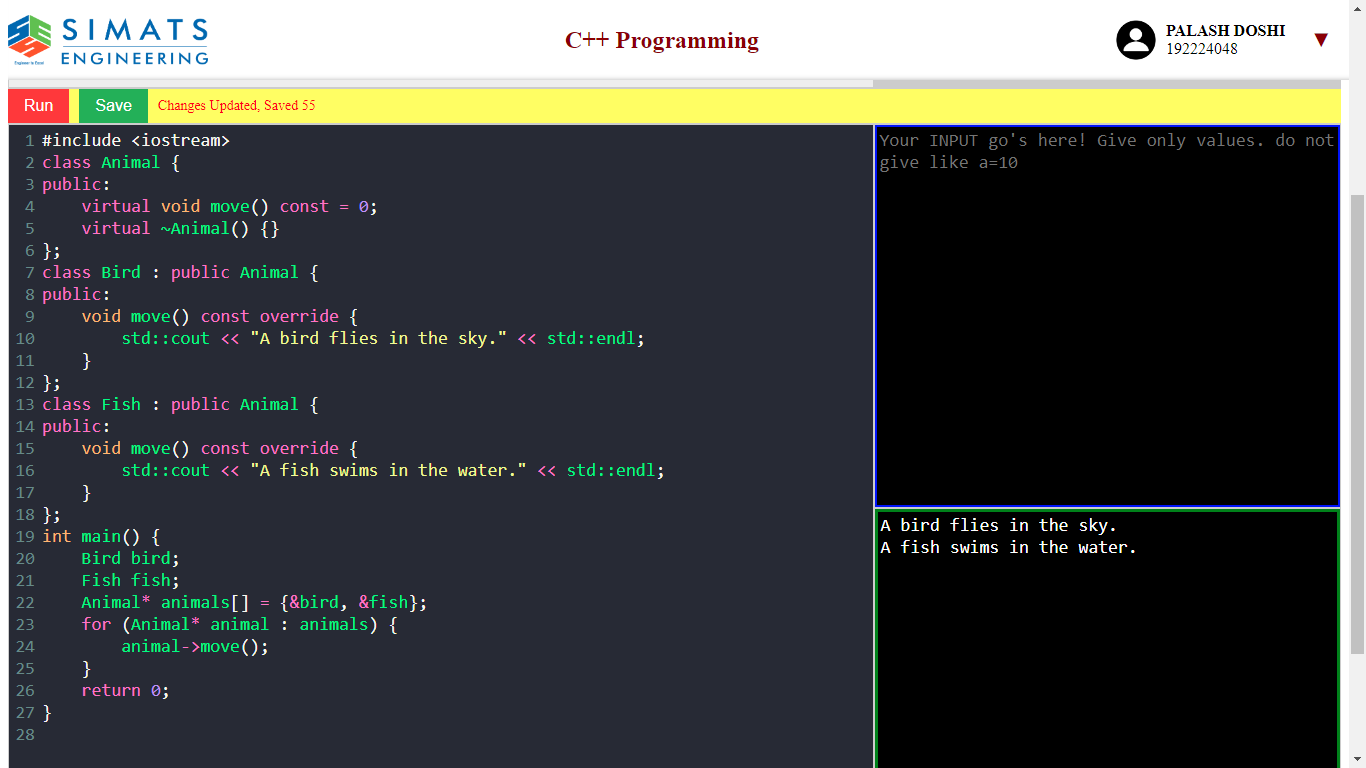 SIMATS
ENGINEERING
Engineer to Excel
C++ Programming
PALASH DOSHI
192224048
▼
Run
Save
Changes Updated, Saved 55
1 #include <iostream>
2 class Animal {
3 public:
4     virtual void move() const = 0;
5     virtual ~Animal() {}
6 };
7 class Bird : public Animal {
8 public:
9     void move() const override {
10         std::cout << "A bird flies in the sky." << std::endl;
11     }
12 };
13 class Fish : public Animal {
14 public:
15     void move() const override {
16         std::cout << "A fish swims in the water." << std::endl;
17     }
18 };
19 int main() {
20     Bird bird;
21     Fish fish;
22     Animal* animals[] = {&bird, &fish};
23     for (Animal* animal : animals) {
24         animal->move();
25     }
26     return 0;
27 }
28
Your INPUT go's here! Give only values. do not
give like a=10
A bird flies in the sky.
A fish swims in the water.